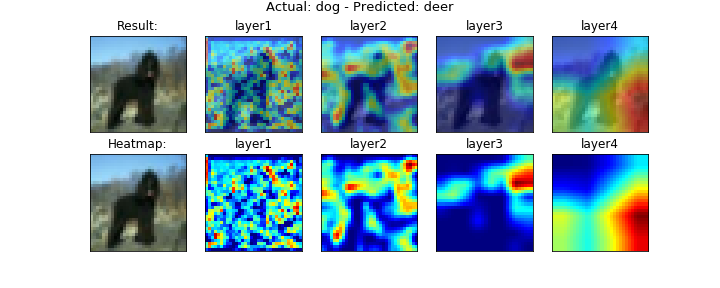 Actual: dog - Predicted: deer
Result: layer1 layer2 layer3 layer4
Heatmap: layer1 layer2 layer3 layer4